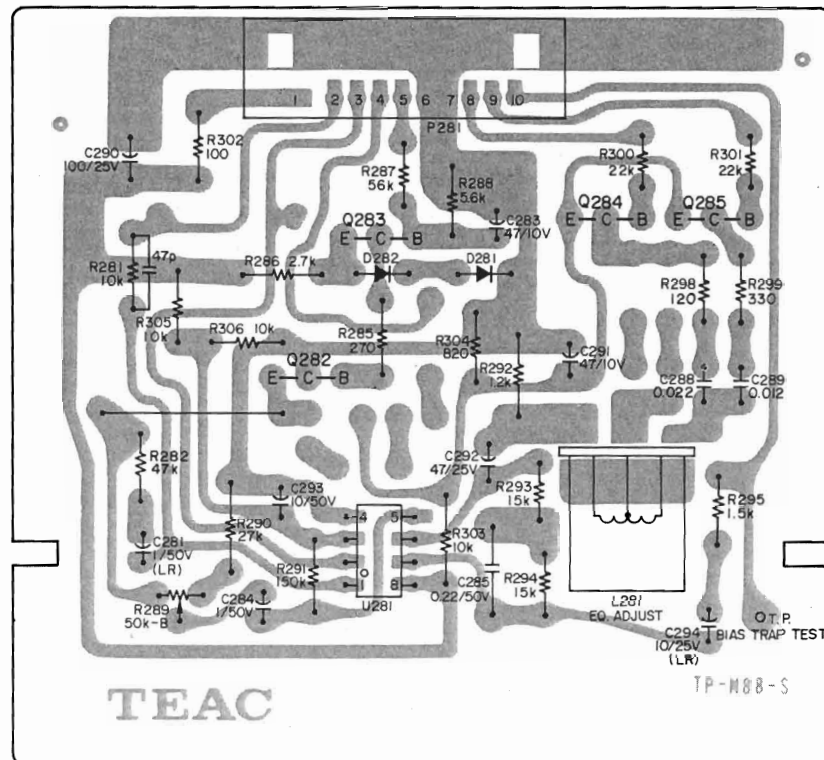 1 2 3 4 5 6 7 8 9 10
P281
C290
100/25V
R302
100
R287
56k
R288
5.6k
C283
47/10V
R300
22k
R301
22k
Q283
E C B
Q284
E C B
Q285
E C B
R281
10k
47p
R286 2.7k
D282
D281
R298
120
R299
330
R305
10k
R306 10k
R285
270
R304
820
R292
1.2k
C291
47/10V
Q282
E C B
C288
0.022
C289
0.012
R282
47k
C293
10/50V
C292
47/25V
R293
15k
R295
1.5k
4 5
1 8
U281
R290
27k
R303
10k
C281
1/50V
(LR)
R291
150k
C285
0.22/50V
R294
15k
R289
50k-B
C284
1/50V
L281
EQ. ADJUST
C294
10/25V
(LR)
T.P.
BIAS TRAP TEST
TEAC
TP-M88-S